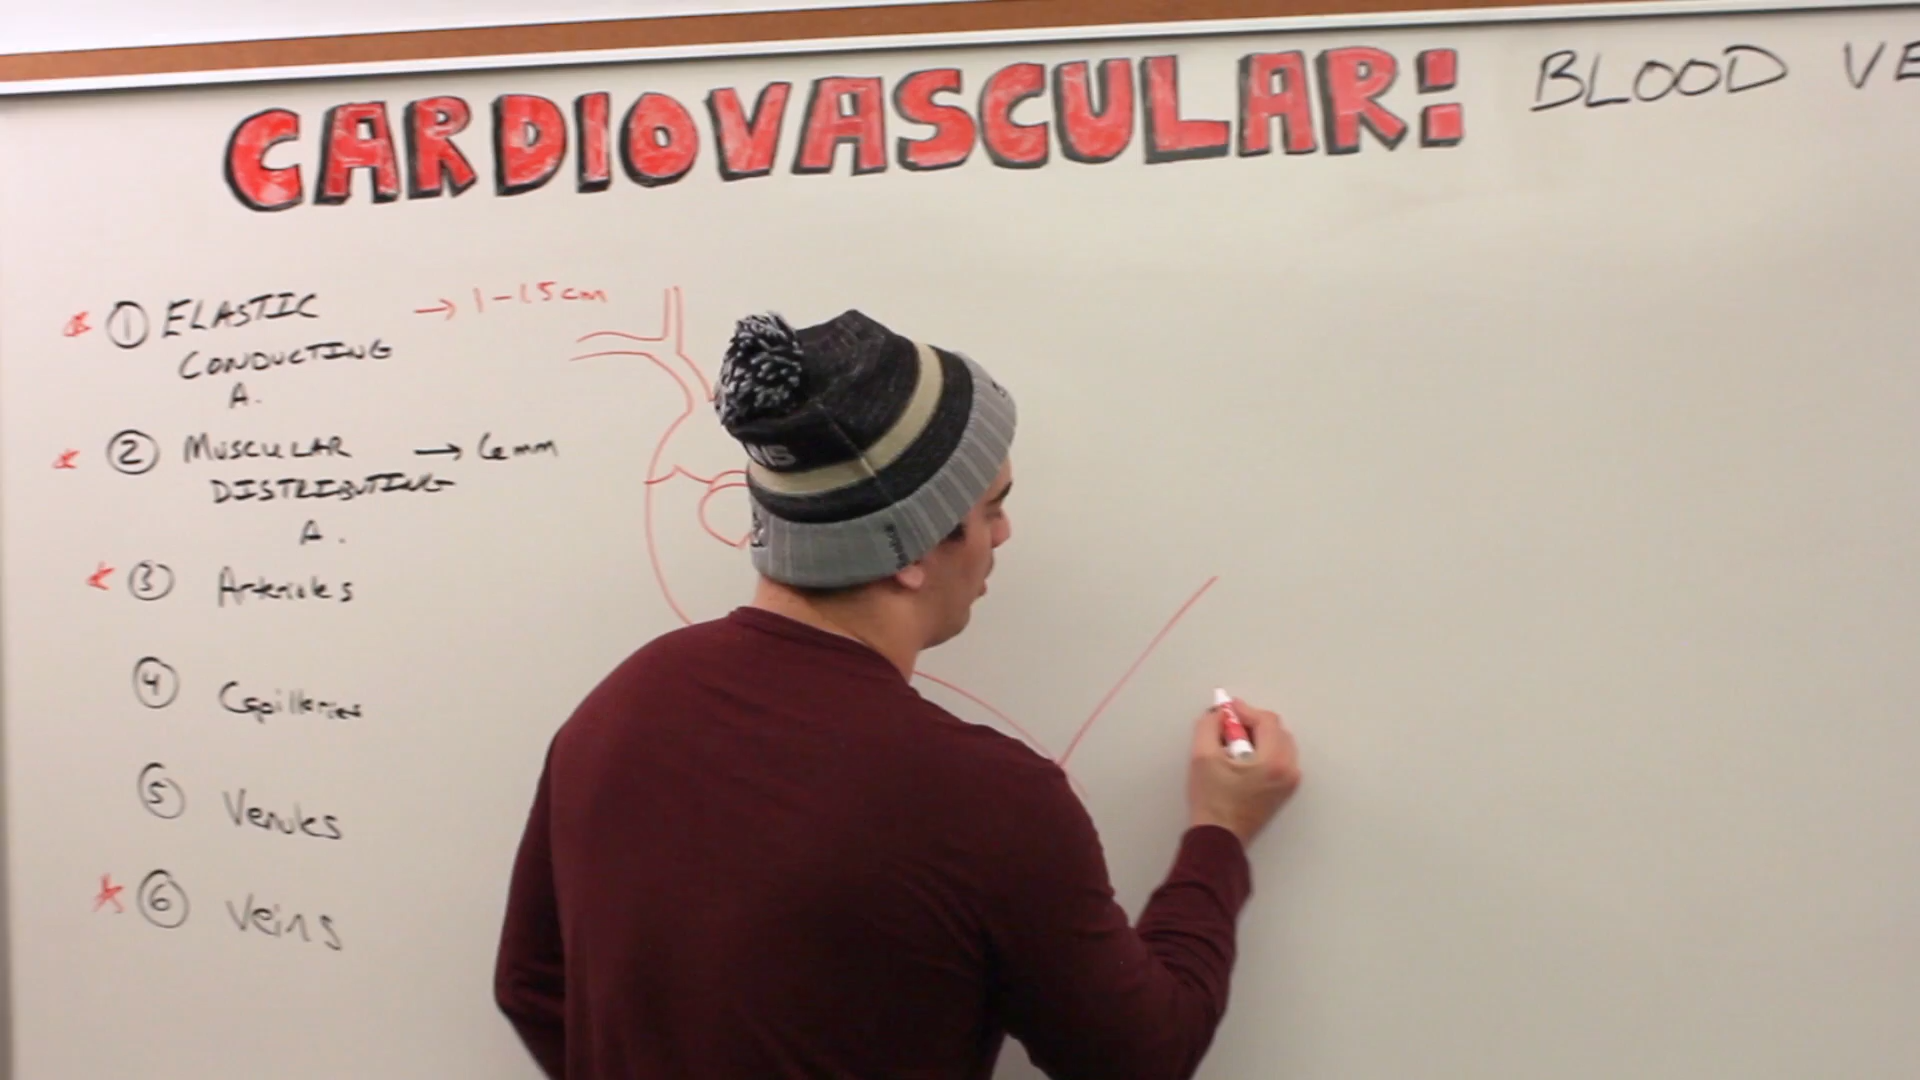 CARDIOVASCULAR: BLOOD VE
① ELASTIC → 1-1.5cm
CONDUCTING
A.
② MUSCULAR → 6mm
DISTRIBUTING
A.
③ Arterioles
④ Capillaries
⑤ Venules
⑥ Veins
NS